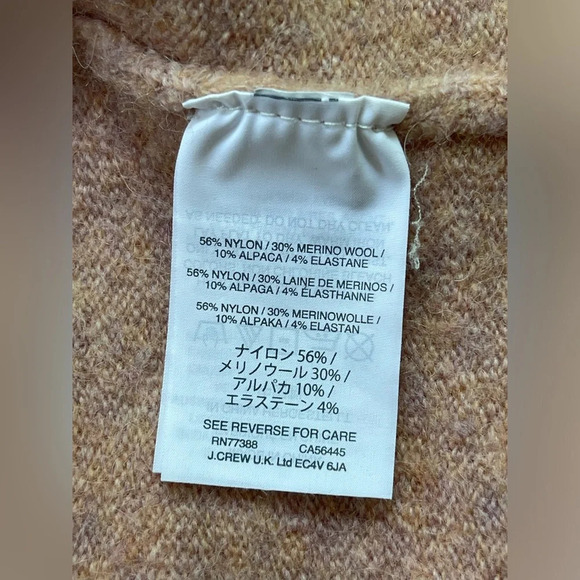 56% NYLON / 30% MERINO WOOL /
10% ALPACA / 4% ELASTANE
56% NYLON / 30% LAINE DE MERINOS /
10% ALPAGA / 4% ELASTHANNE
56% NYLON / 30% MERINOWOLLE /
10% ALPAKA / 4% ELASTAN
ナイロン 56% /
メリノウール 30% /
アルパカ 10% /
エラステーン 4%
SEE REVERSE FOR CARE
RN77388 CA56445
J.CREW U.K. Ltd EC4V 6JA